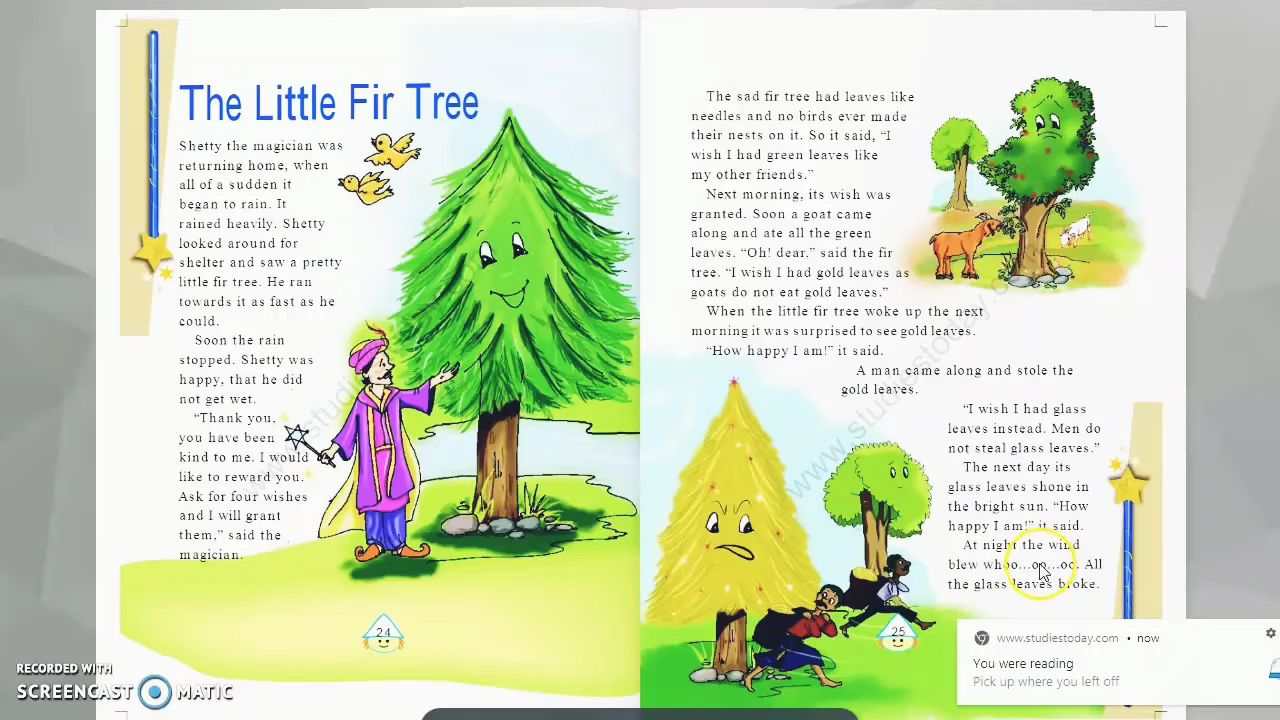 The Little Fir Tree
Shetty the magician was
returning home, when
all of a sudden it
began to rain. It
rained heavily. Shetty
looked around for
shelter and saw a pretty
little fir tree. He ran
towards it as fast as he
could.
Soon the rain
stopped. Shetty was
happy, that he did
not get wet.
“Thank you,
you have been
kind to me. I would
like to reward you.
Ask for four wishes
and I will grant
them,” said the
magician.
24
The sad fir tree had leaves like
needles and no birds ever made
their nests on it. So it said, “I
wish I had green leaves like
my other friends.”
Next morning, its wish was
granted. Soon a goat came
along and ate all the green
leaves. “Oh! dear,” said the fir
tree. “I wish I had gold leaves as
goats do not eat gold leaves.”
When the little fir tree woke up the next
morning it was surprised to see gold leaves.
“How happy I am!” it said.
A man came along and stole the
gold leaves.
“I wish I had glass
leaves instead. Men do
not steal glass leaves.”
The next day its
glass leaves shone in
the bright sun. “How
happy I am!” it said.
At night the wind
blew whoo...oo...oo. All
the glass leaves broke.
25
www.studiestoday.com
www.studiestoday.com • now
You were reading
Pick up where you left off
RECORDED WITH
SCREENCAST MATIC